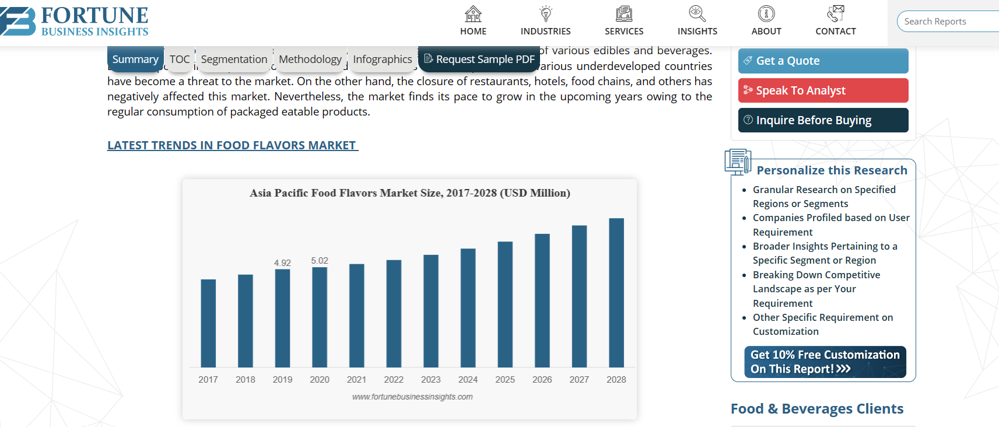 FORTUNE
BUSINESS INSIGHTS
HOME
INDUSTRIES
SERVICES
INSIGHTS
ABOUT
CONTACT
Search Reports
Summary
TOC
Segmentation
Methodology
Infographics
Request Sample PDF
of various edibles and beverages.
various underdeveloped countries
have become a threat to the market. On the other hand, the closure of restaurants, hotels, food chains, and others has
negatively affected this market. Nevertheless, the market finds its pace to grow in the upcoming years owing to the
regular consumption of packaged eatable products.
LATEST TRENDS IN FOOD FLAVORS MARKET
Asia Pacific Food Flavors Market Size, 2017-2028 (USD Million)
4.92
5.02
2017 2018 2019 2020 2021 2022 2023 2024 2025 2026 2027 2028
www.fortunebusinessinsights.com
Get a Quote
Speak To Analyst
Inquire Before Buying
Personalize this Research
• Granular Research on Specified
Regions or Segments
• Companies Profiled based on User
Requirement
• Broader Insights Pertaining to a
Specific Segment or Region
• Breaking Down Competitive
Landscape as per Your
Requirement
• Other Specific Requirement on
Customization
Get 10% Free Customization
On This Report!
Food & Beverages Clients